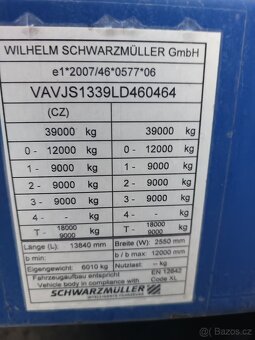 WILHELM SCHWARZMÜLLER GmbH
e1*2007/46*0577*06
VAVJS1339LD460464
(CZ)
39000 kg 39000 kg
0 - 12000 kg 0 - 12000 kg
1 - 9000 kg 1 - 9000 kg
2 - 9000 kg 2 - 9000 kg
3 - 9000 kg 3 - 9000 kg
4 - - kg 4 - - kg
T - 18000 9000 kg T - 18000 9000 kg
Länge (L): 13840 mm Breite (W): 2550 mm
b min: b / b max: 12000 mm
Eigengewicht: 6010 kg Nutzlast: -- kg
Fahrzeugaufbau entspricht EN 12642
Vehicle body in compliance with Code XL
SCHWARZMÜLLER
INTELLIGENTE FAHRZEUGE
bazos.cz